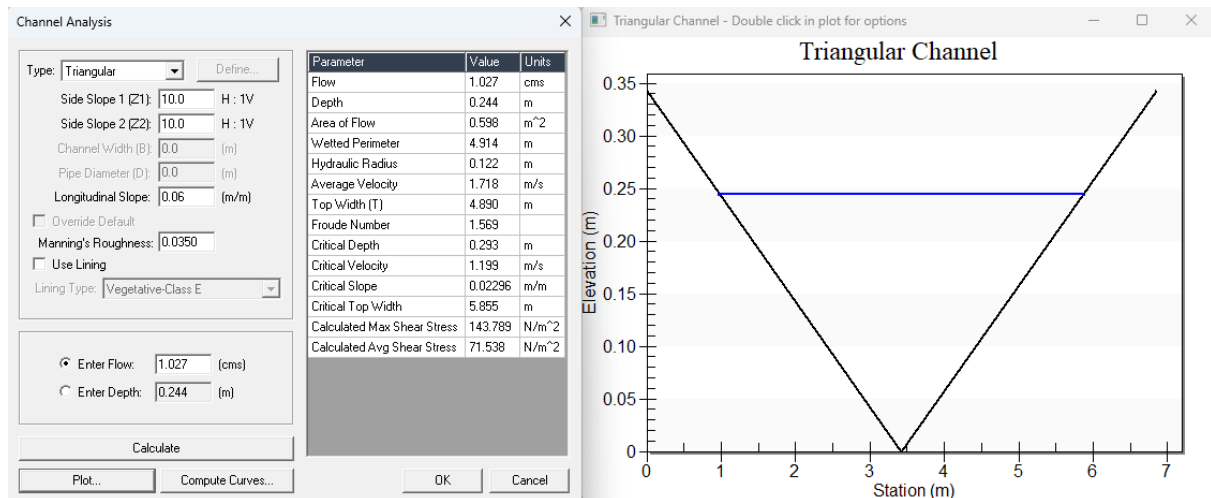 Channel Analysis
Type: Triangular Define...
Side Slope 1 (Z1): 10.0 H : 1V
Side Slope 2 (Z2): 10.0 H : 1V
Channel Width (B): 0.0 (m)
Pipe Diameter (D): 0.0 (m)
Longitudinal Slope: 0.06 (m/m)
Override Default
Manning's Roughness: 0.0350
Use Lining
Lining Type: Vegetative-Class E
Enter Flow: 1.027 (cms)
Enter Depth: 0.244 (m)
Calculate
Plot... Compute Curves... OK Cancel
Parameter Value Units
Flow 1.027 cms
Depth 0.244 m
Area of Flow 0.598 m^2
Wetted Perimeter 4.914 m
Hydraulic Radius 0.122 m
Average Velocity 1.718 m/s
Top Width (T) 4.890 m
Froude Number 1.569
Critical Depth 0.293 m
Critical Velocity 1.199 m/s
Critical Slope 0.02296 m/m
Critical Top Width 5.855 m
Calculated Max Shear Stress 143.789 N/m^2
Calculated Avg Shear Stress 71.538 N/m^2
Triangular Channel - Double click in plot for options
Triangular Channel
Elevation (m)
0.35
0.30
0.25
0.20
0.15
0.10
0.05
0
0 1 2 3 4 5 6 7
Station (m)